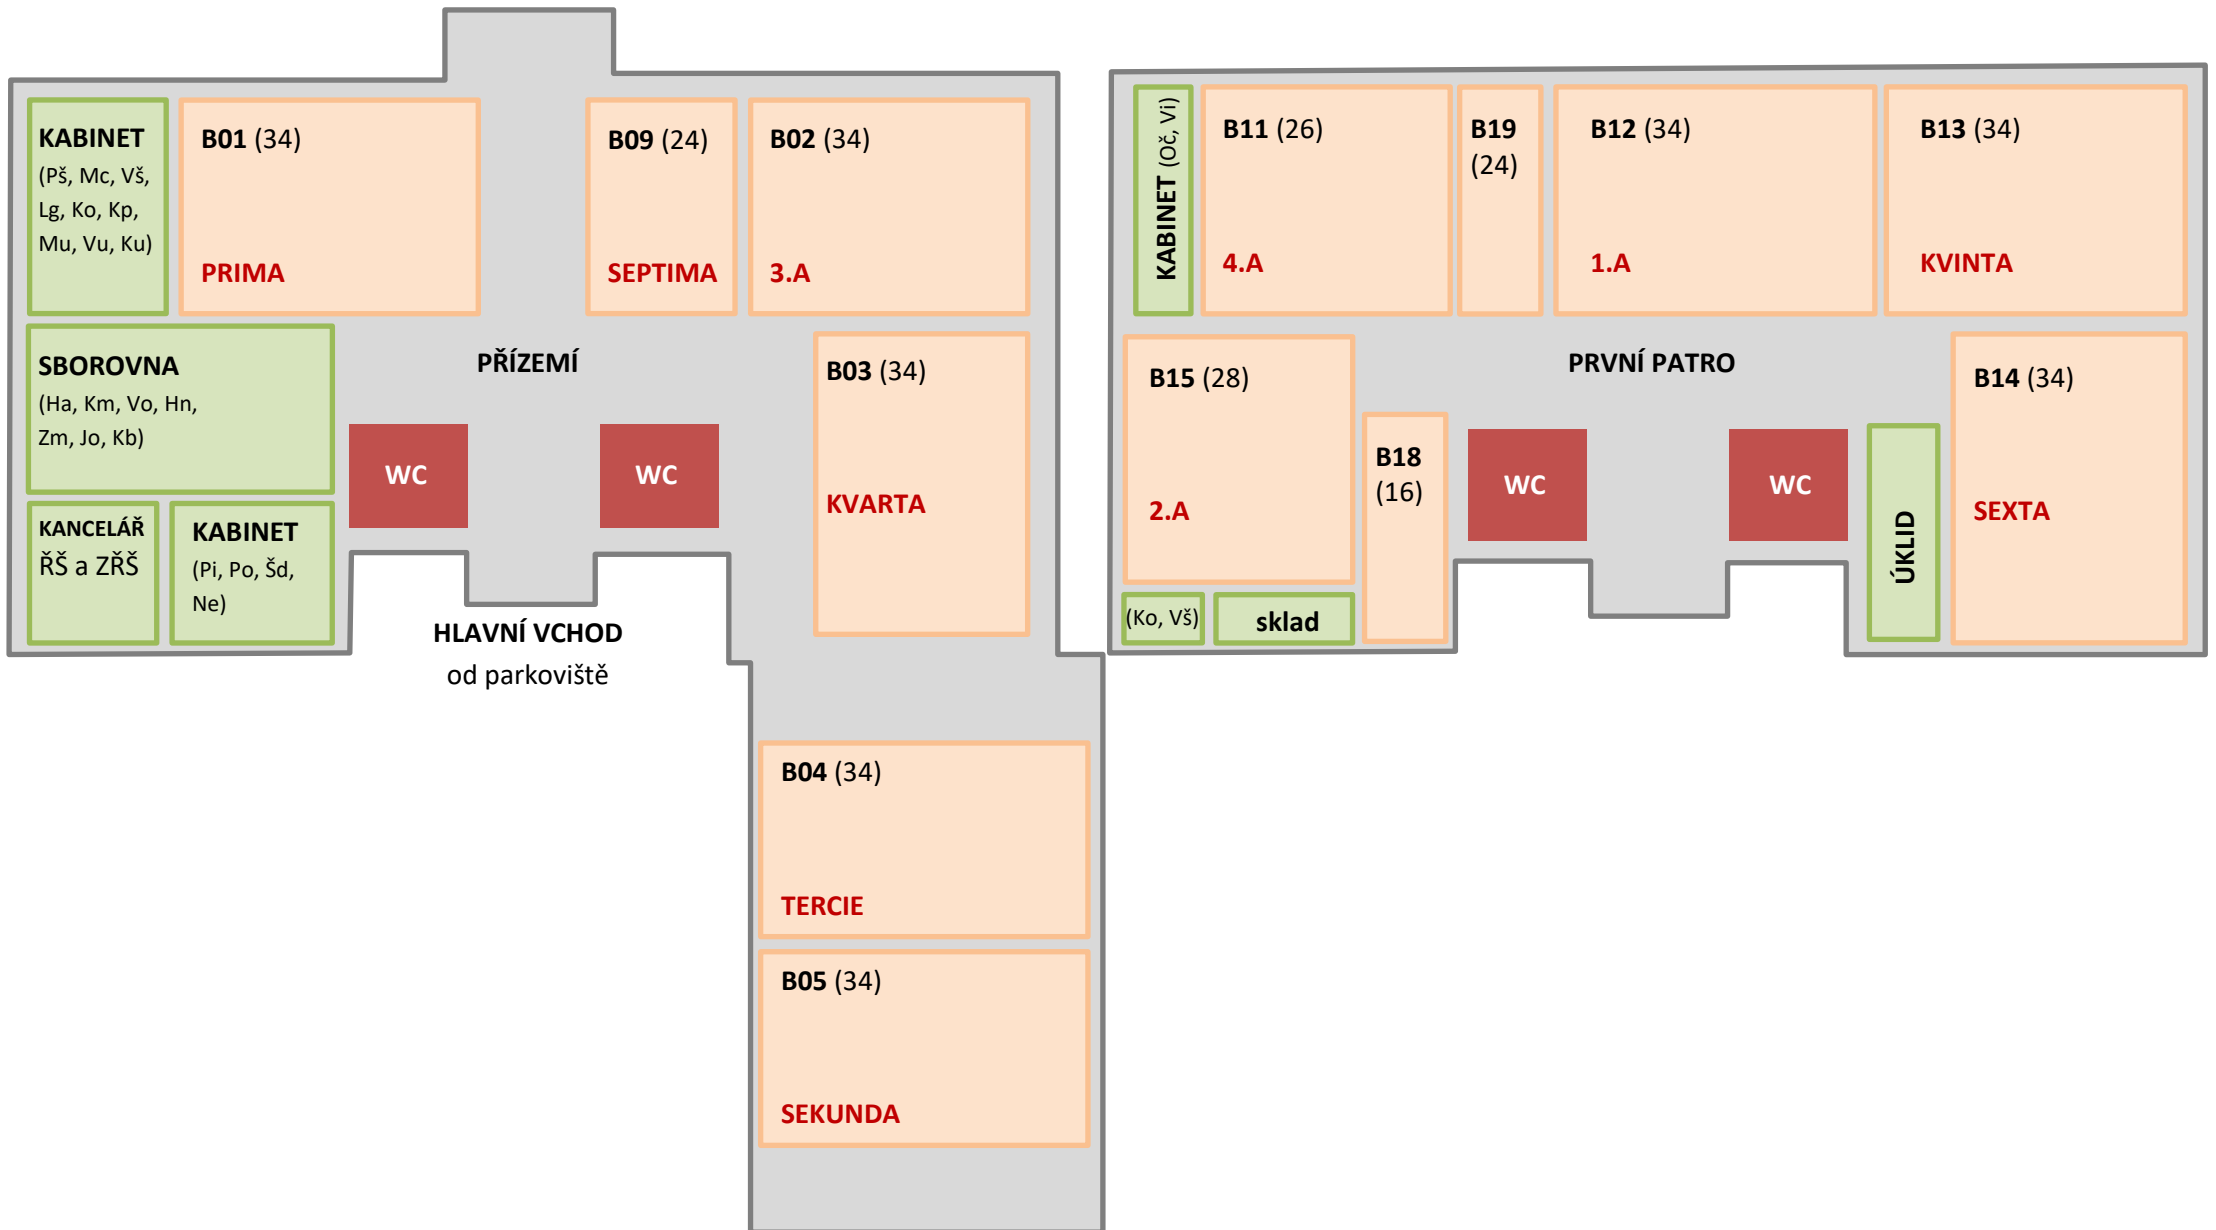 KABINET
(Pš, Mc, Vš,
Lg, Ko, Kp,
Mu, Vu, Ku)
B01 (34)
PRIMA
B09 (24)
SEPTIMA
B02 (34)
3.A
SBOROVNA
(Ha, Km, Vo, Hn,
Zm, Jo, Kb)
PŘÍZEMÍ
B03 (34)
KVARTA
WC
WC
KANCELÁŘ
ŘŠ a ZŘŠ
KABINET
(Pi, Po, Šd,
Ne)
HLAVNÍ VCHOD
od parkoviště
B04 (34)
TERCIE
B05 (34)
SEKUNDA
KABINET (Oč, Vi)
B11 (26)
4.A
B19
(24)
B12 (34)
1.A
B13 (34)
KVINTA
PRVNÍ PATRO
B15 (28)
2.A
B18
(16)
WC
WC
ÚKLID
B14 (34)
SEXTA
(Ko, Vš)
sklad